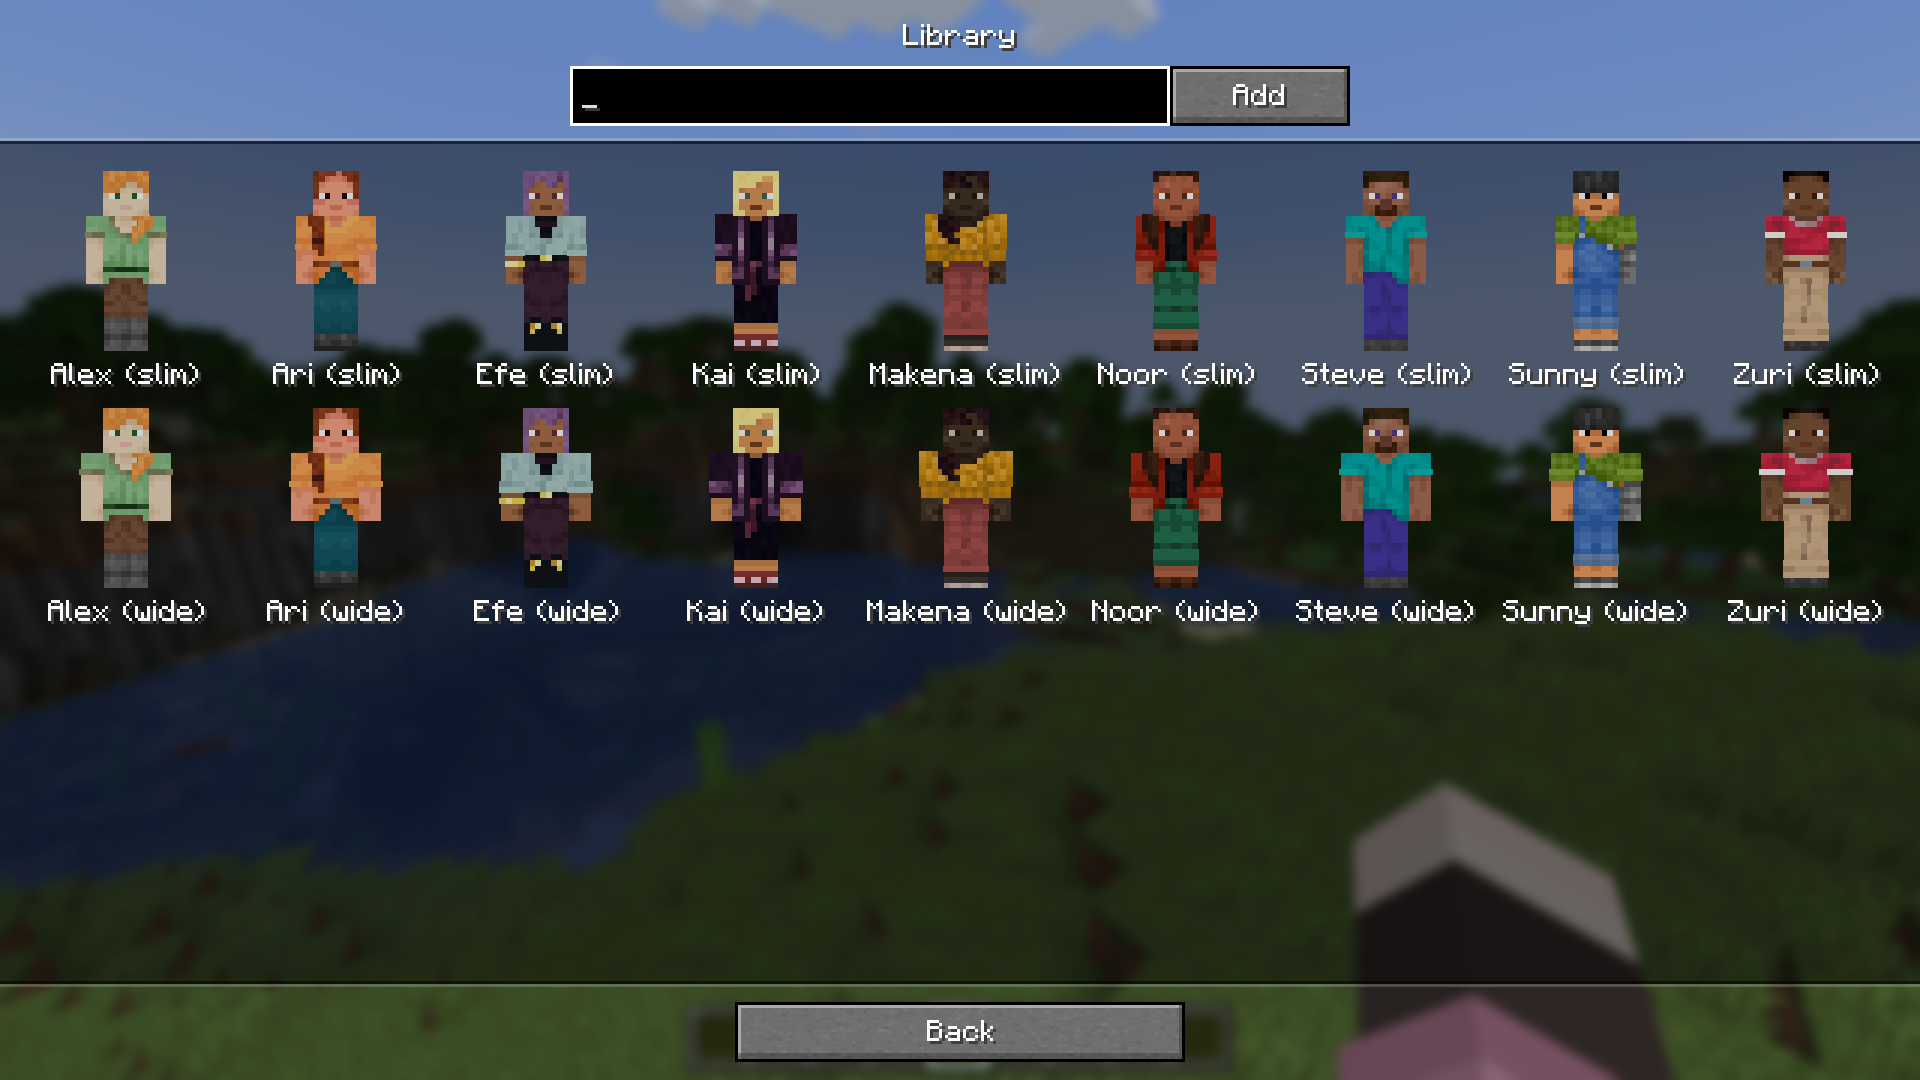 Library
_
Add
Alex (slim) Ari (slim) Efe (slim) Kai (slim) Makena (slim) Noor (slim) Steve (slim) Sunny (slim) Zuri (slim)
Alex (wide) Ari (wide) Efe (wide) Kai (wide) Makena (wide) Noor (wide) Steve (wide) Sunny (wide) Zuri (wide)
Back